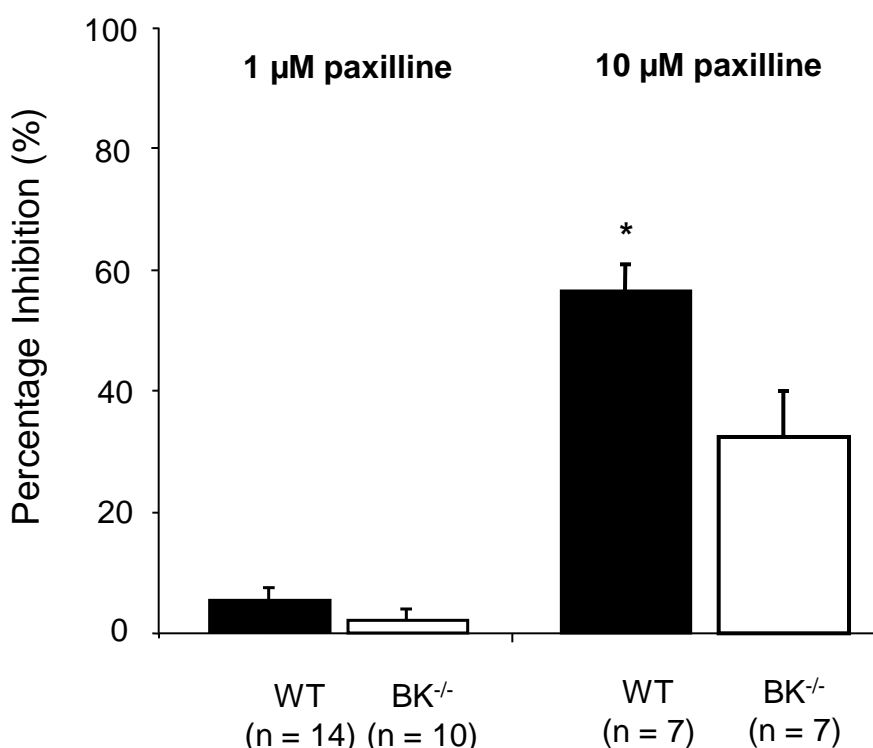 Percentage Inhibition (%)
100
80
60
40
20
0
1 µM paxilline
10 µM paxilline
*
WT
(n = 14)
BK-/-
(n = 10)
WT
(n = 7)
BK-/-
(n = 7)